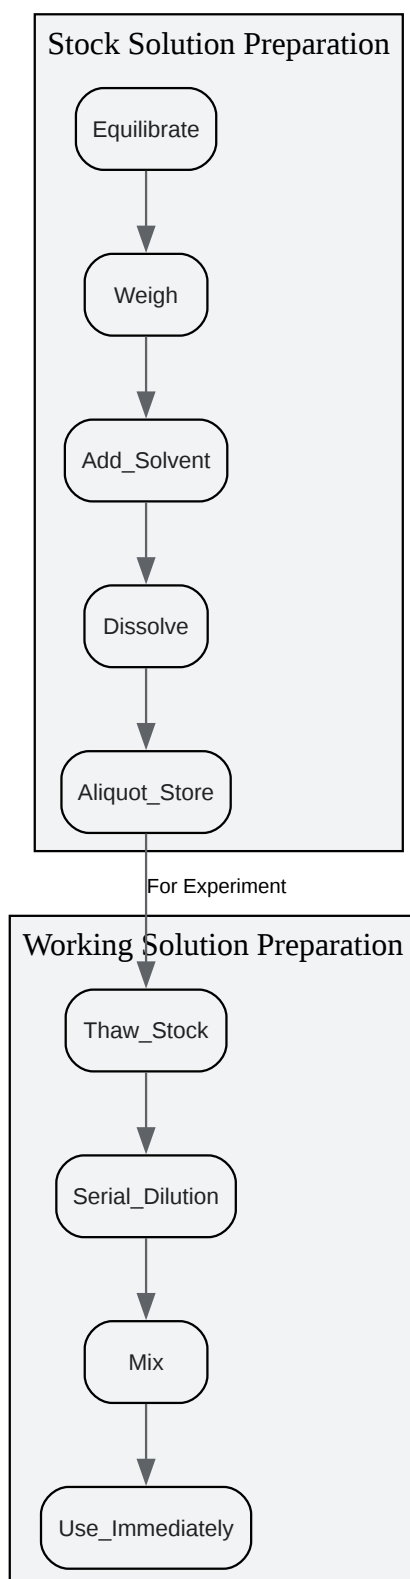 Stock Solution Preparation
Equilibrate
Weigh
Add_Solvent
Dissolve
Aliquot_Store
For Experiment
Working Solution Preparation
Thaw_Stock
Serial_Dilution
Mix
Use_Immediately